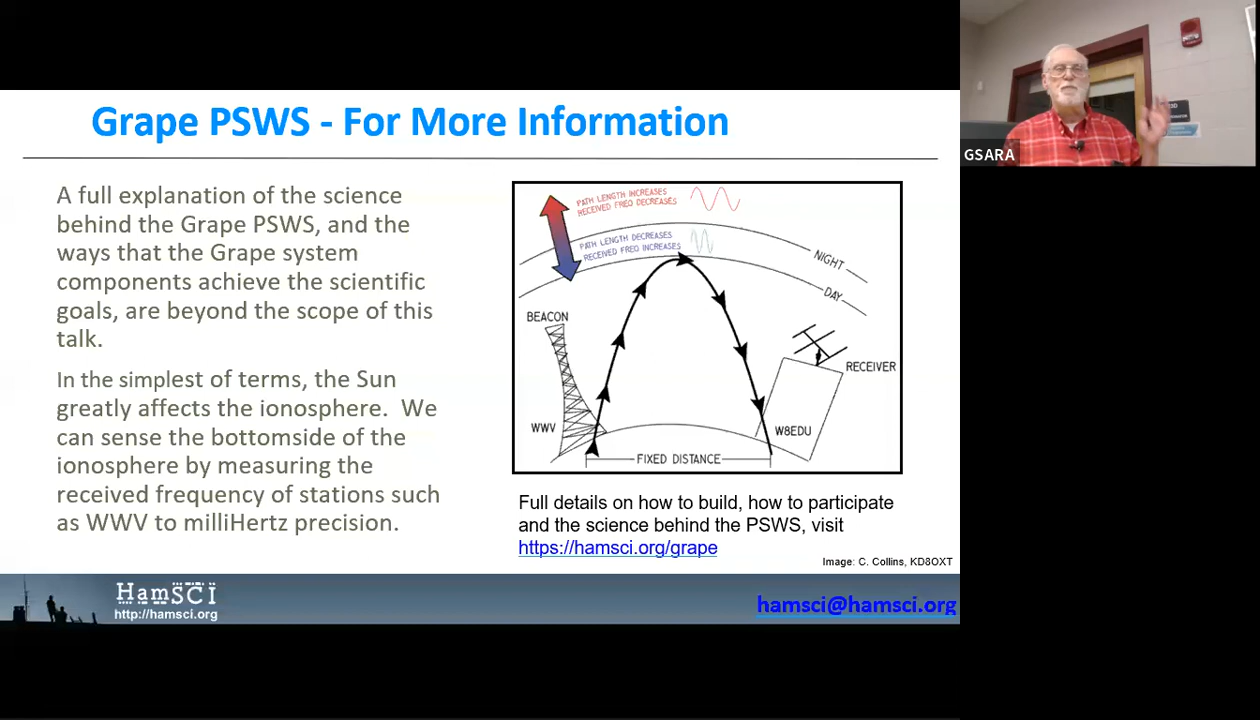 Grape PSWS - For More Information
A full explanation of the science
behind the Grape PSWS, and the
ways that the Grape system
components achieve the scientific
goals, are beyond the scope of this
talk.
In the simplest of terms, the Sun
greatly affects the ionosphere.  We
can sense the bottomside of the
ionosphere by measuring the
received frequency of stations such
as WWV to milliHertz precision.
PATH LENGTH INCREASES
RECEIVED FREQ DECREASES
PATH LENGTH DECREASES
RECEIVED FREQ INCREASES
NIGHT
DAY
BEACON
RECEIVER
WWV
W8EDU
FIXED DISTANCE
Full details on how to build, how to participate
and the science behind the PSWS, visit
https://hamsci.org/grape
Image: C. Collins, KD8OXT
HamSCI
http://hamsci.org
hamsci@hamsci.org
GSARA